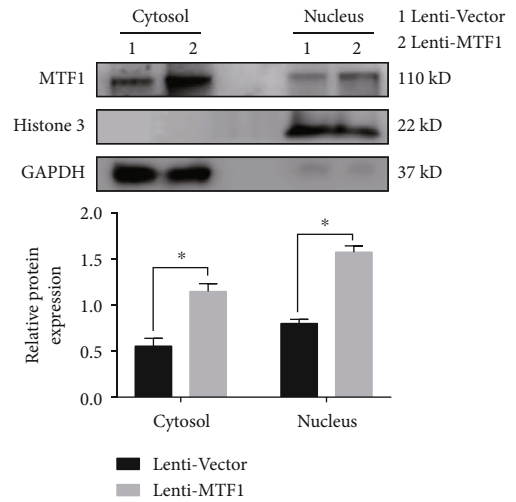 Cytosol Nucleus 1 Lenti-Vector
1 2 1 2 2 Lenti-MTF1
MTF1 110 kD
Histone 3 22 kD
GAPDH 37 kD
2.0
1.5
1.0
0.5
0.0
Relative protein
expression
* *
Cytosol Nucleus
Lenti-Vector
Lenti-MTF1